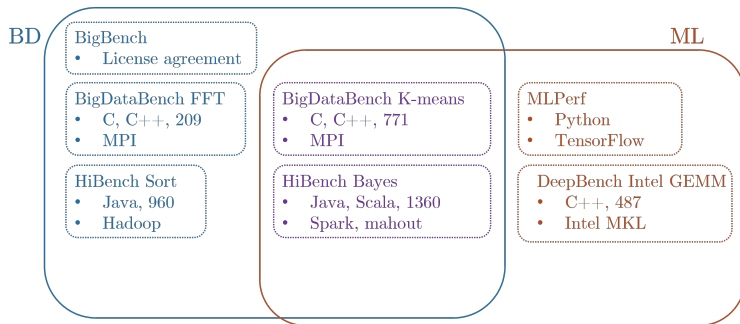 BD
BigBench
• License agreement
BigDataBench FFT
• C, C++, 209
• MPI
HiBench Sort
• Java, 960
• Hadoop
BigDataBench K-means
• C, C++, 771
• MPI
HiBench Bayes
• Java, Scala, 1360
• Spark, mahout
ML
MLPerf
• Python
• TensorFlow
DeepBench Intel GEMM
• C++, 487
• Intel MKL